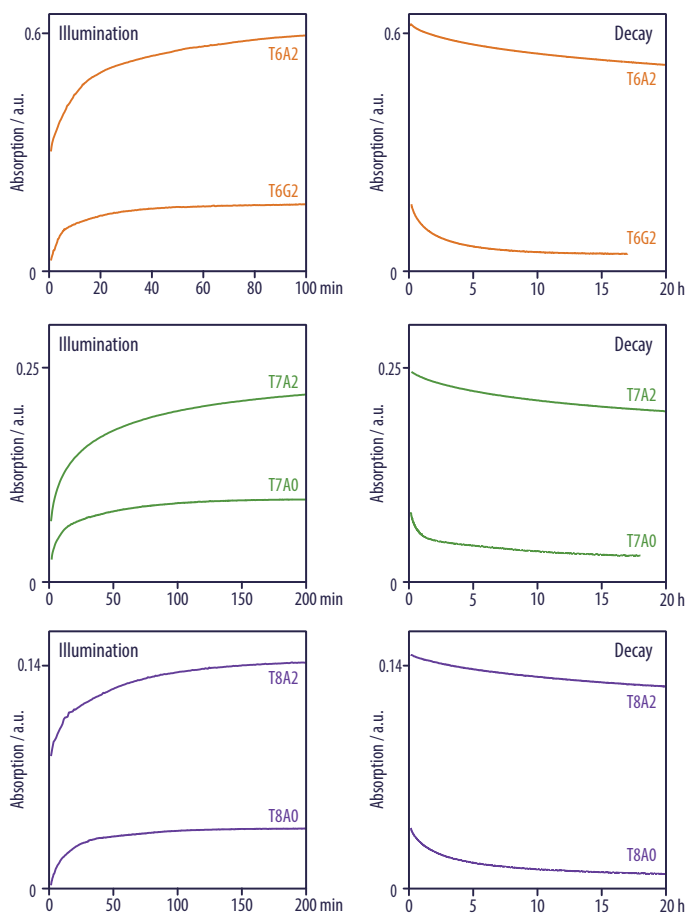 Illumination
0.6
T6A2
T6G2
Absorption / a.u.
0
0 20 40 60 80 100 min
Decay
0.6
T6A2
T6G2
Absorption / a.u.
0
0 5 10 15 20 h
Illumination
0.25
T7A2
T7A0
Absorption / a.u.
0
0 50 100 150 200 min
Decay
0.25
T7A2
T7A0
Absorption / a.u.
0
0 5 10 15 20 h
Illumination
0.14
T8A2
T8A0
Absorption / a.u.
0
0 50 100 150 200 min
Decay
0.14
T8A2
T8A0
Absorption / a.u.
0
0 5 10 15 20 h